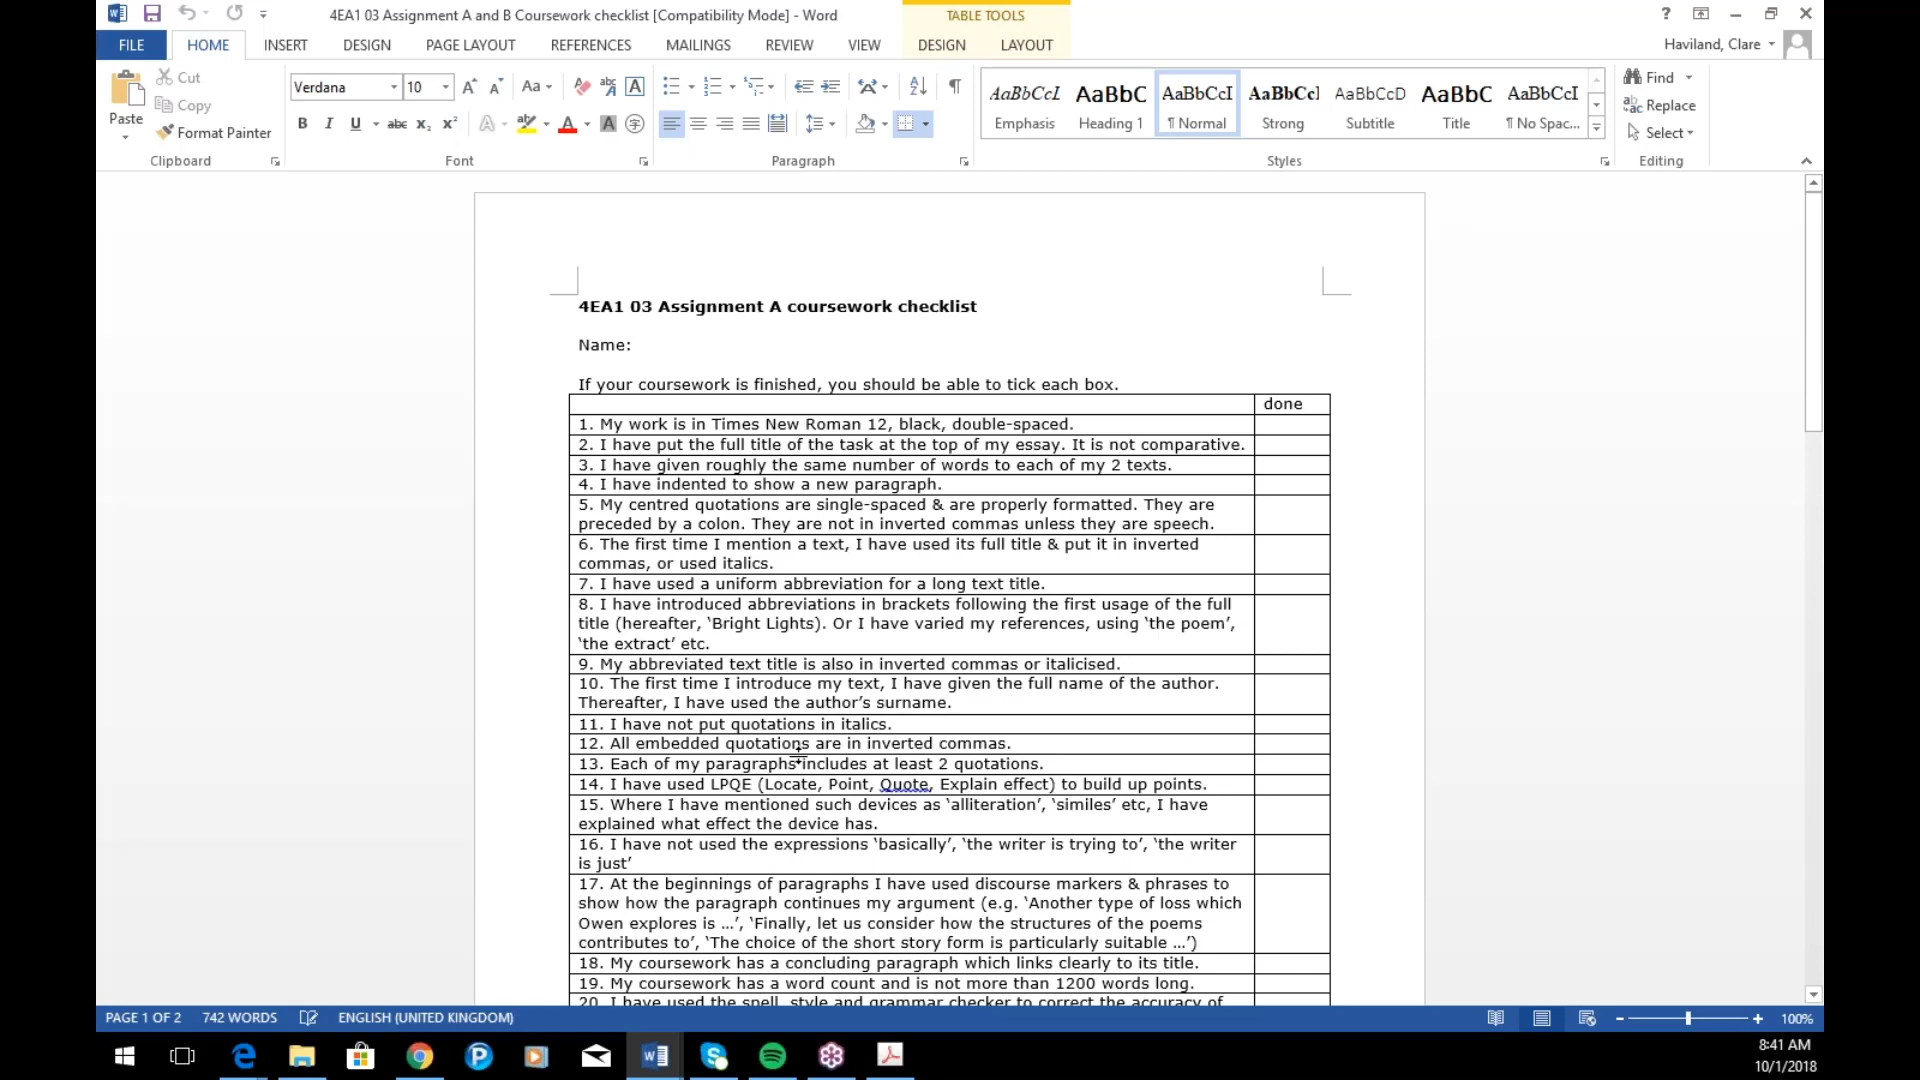 4EA1 03 Assignment A and B Coursework checklist [Compatibility Mode] - Word
TABLE TOOLS
?
FILE HOME INSERT DESIGN PAGE LAYOUT REFERENCES MAILINGS REVIEW VIEW DESIGN LAYOUT
Haviland, Clare
Paste
Cut
Copy
Format Painter
Clipboard
Verdana 10
Font
Paragraph
AaBbCcI AaBbC AaBbCcI AaBbCcI AaBbCcD AaBbC AaBbCcI
Emphasis Heading 1 ¶ Normal Strong Subtitle Title ¶ No Spac...
Styles
Find
Replace
Select
Editing
4EA1 03 Assignment A coursework checklist
Name:
If your coursework is finished, you should be able to tick each box.
done
1. My work is in Times New Roman 12, black, double-spaced.
2. I have put the full title of the task at the top of my essay. It is not comparative.
3. I have given roughly the same number of words to each of my 2 texts.
4. I have indented to show a new paragraph.
5. My centred quotations are single-spaced & are properly formatted. They are
preceded by a colon. They are not in inverted commas unless they are speech.
6. The first time I mention a text, I have used its full title & put it in inverted
commas, or used italics.
7. I have used a uniform abbreviation for a long text title.
8. I have introduced abbreviations in brackets following the first usage of the full
title (hereafter, ‘Bright Lights). Or I have varied my references, using ‘the poem’,
‘the extract’ etc.
9. My abbreviated text title is also in inverted commas or italicised.
10. The first time I introduce my text, I have given the full name of the author.
Thereafter, I have used the author’s surname.
11. I have not put quotations in italics.
12. All embedded quotations are in inverted commas.
13. Each of my paragraphs includes at least 2 quotations.
14. I have used LPQE (Locate, Point, Quote, Explain effect) to build up points.
15. Where I have mentioned such devices as ‘alliteration’, ‘similes’ etc, I have
explained what effect the device has.
16. I have not used the expressions ‘basically’, ‘the writer is trying to’, ‘the writer
is just’
17. At the beginnings of paragraphs I have used discourse markers & phrases to
show how the paragraph continues my argument (e.g. ‘Another type of loss which
Owen explores is …’, ‘Finally, let us consider how the structures of the poems
contributes to’, ‘The choice of the short story form is particularly suitable …’)
18. My coursework has a concluding paragraph which links clearly to its title.
19. My coursework has a word count and is not more than 1200 words long.
20. I have used the spell, style and grammar checker to correct the accuracy of
PAGE 1 OF 2 742 WORDS ENGLISH (UNITED KINGDOM) 100%
8:41 AM
10/1/2018